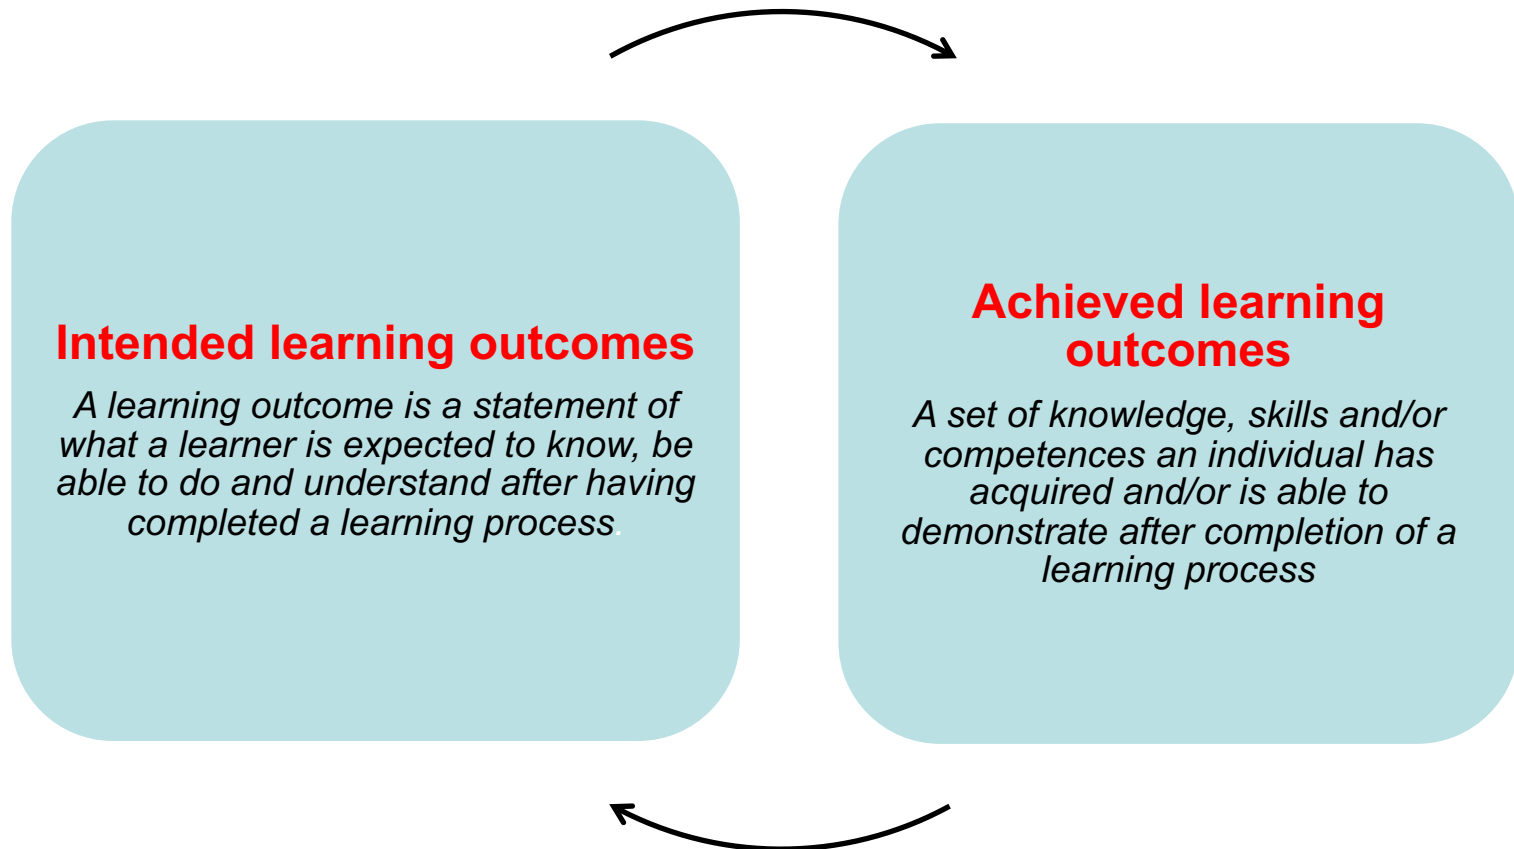 Intended learning outcomes
A learning outcome is a statement of
what a learner is expected to know, be
able to do and understand after having
completed a learning process.
Achieved learning
outcomes
A set of knowledge, skills and/or
competences an individual has
acquired and/or is able to
demonstrate after completion of a
learning process